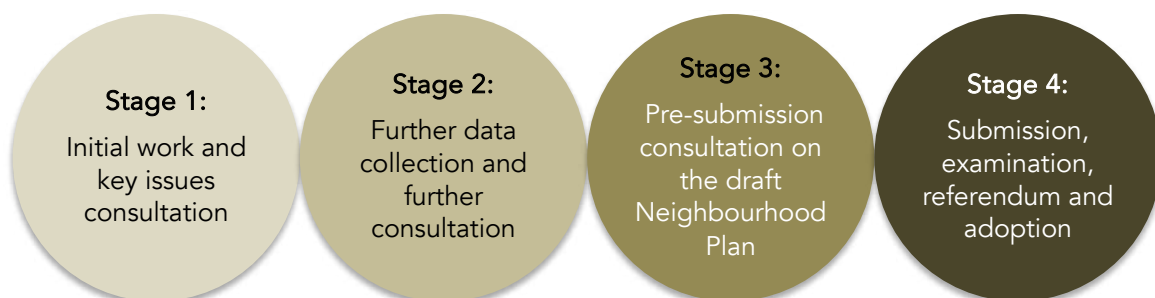 Stage 1:
Initial work and
key issues
consultation
Stage 2:
Further data
collection and
further
consultation
Stage 3:
Pre-submission
consultation on
the draft
Neighbourhood
Plan
Stage 4:
Submission,
examination,
referendum and
adoption